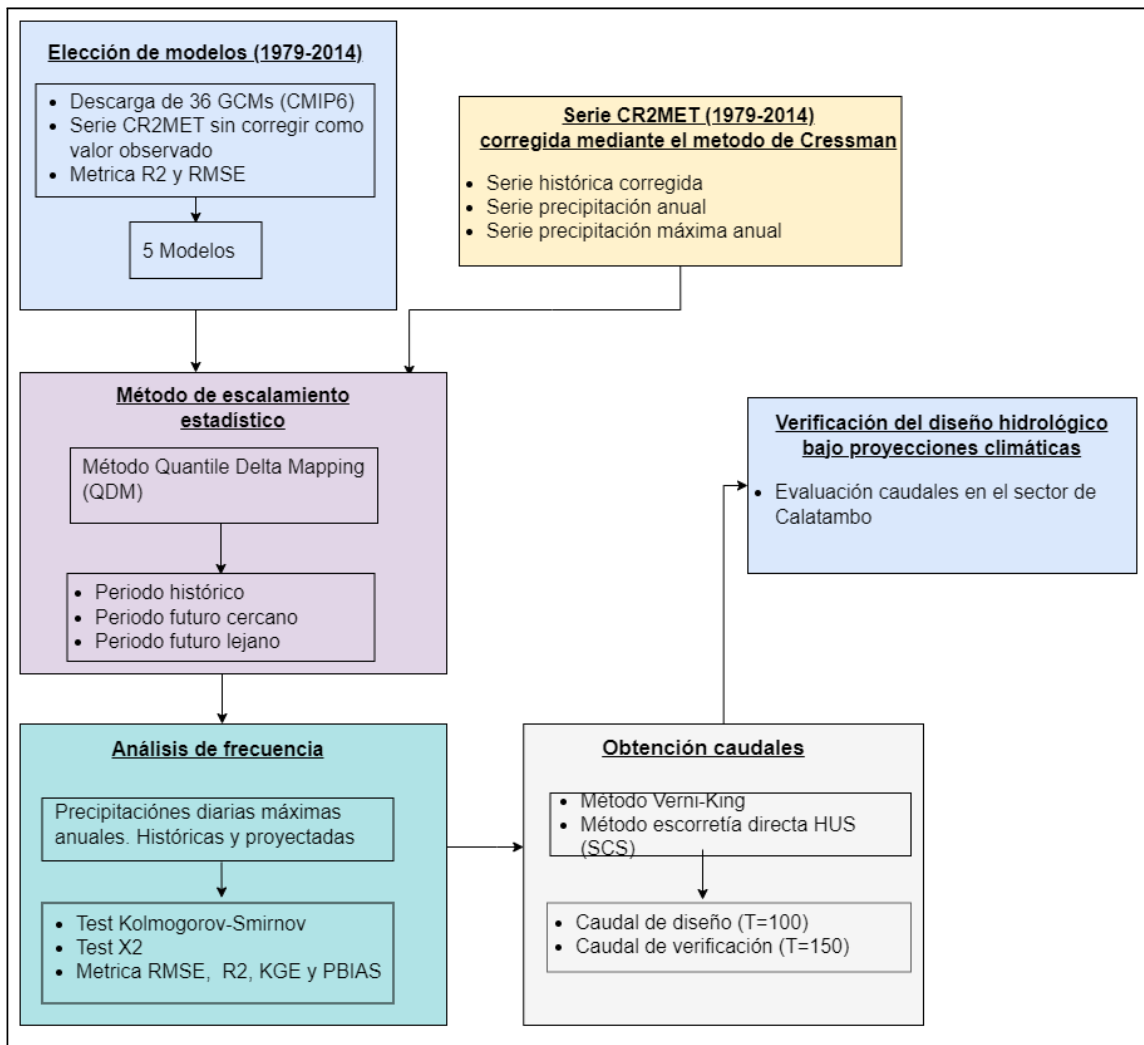 Elección de modelos (1979-2014)
• Descarga de 36 GCMs (CMIP6)
• Serie CR2MET sin corregir como
valor observado
• Metrica R2 y RMSE
5 Modelos
Serie CR2MET (1979-2014)
corregida mediante el metodo de Cressman
• Serie histórica corregida
• Serie precipitación anual
• Serie precipitación máxima anual
Método de escalamiento
estadístico
Método Quantile Delta Mapping
(QDM)
• Periodo histórico
• Periodo futuro cercano
• Periodo futuro lejano
Análisis de frecuencia
Precipitaciónes diarias máximas
anuales. Históricas y proyectadas
• Test Kolmogorov-Smirnov
• Test X2
• Metrica RMSE, R2, KGE y PBIAS
Obtención caudales
• Método Verni-King
• Método escorretía directa HUS
(SCS)
• Caudal de diseño (T=100)
• Caudal de verificación (T=150)
Verificación del diseño hidrológico
bajo proyecciones climáticas
• Evaluación caudales en el sector de
Calatambo